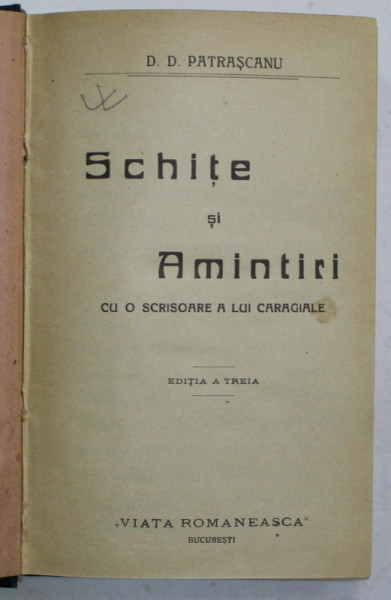 D. D. PATRAŞCANU
Schiţe
şi
Amintiri
CU O SCRISOARE A LUI CARAGIALE
EDIŢIA A TREIA
„VIAŢA ROMANEASCA"
BUCUREŞTI